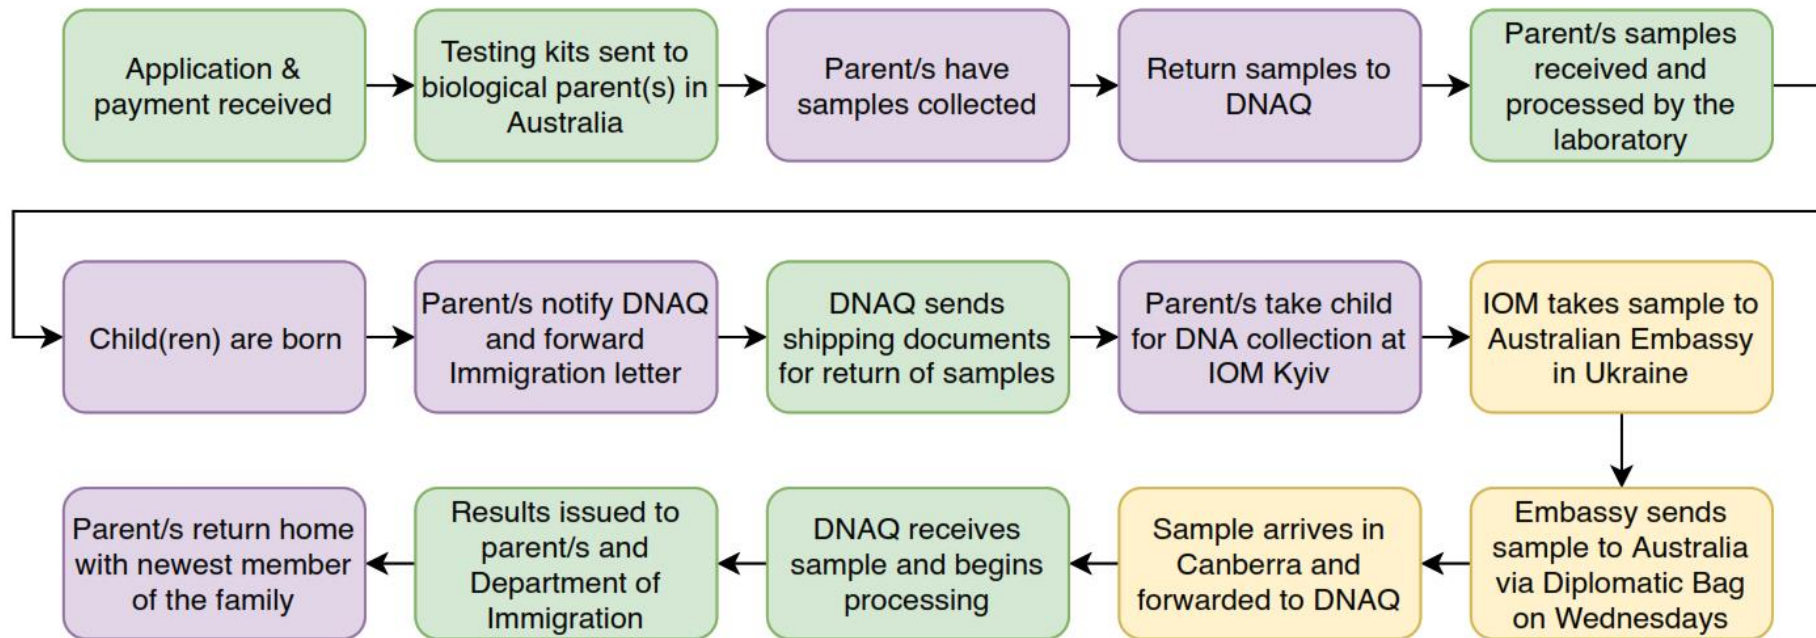 Application &
payment received
Testing kits sent to
biological parent(s) in
Australia
Parent/s have
samples collected
Return samples to
DNAQ
Parent/s samples
received and
processed by the
laboratory
Child(ren) are born
Parent/s notify DNAQ
and forward
Immigration letter
DNAQ sends
shipping documents
for return of samples
Parent/s take child
for DNA collection at
IOM Kyiv
IOM takes sample to
Australian Embassy
in Ukraine
Embassy sends
sample to Australia
via Diplomatic Bag
on Wednesdays
Sample arrives in
Canberra and
forwarded to DNAQ
DNAQ receives
sample and begins
processing
Results issued to
parent/s and
Department of
Immigration
Parent/s return home
with newest member
of the family